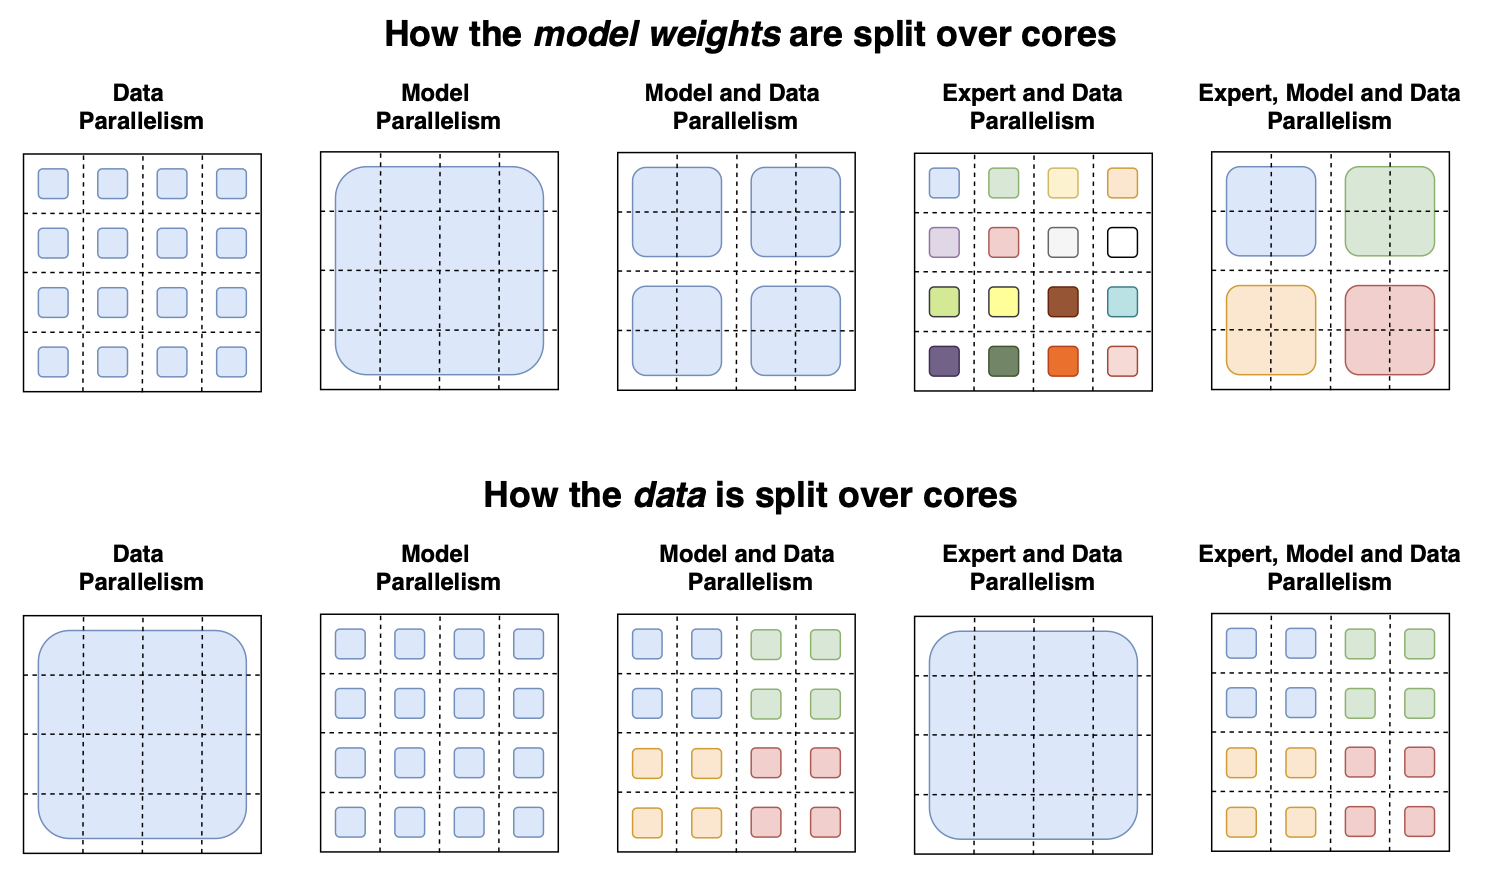 How the model weights are split over cores
Data
Parallelism
Model
Parallelism
Model and Data
Parallelism
Expert and Data
Parallelism
Expert, Model and Data
Parallelism
How the data is split over cores
Data
Parallelism
Model
Parallelism
Model and Data
Parallelism
Expert and Data
Parallelism
Expert, Model and Data
Parallelism